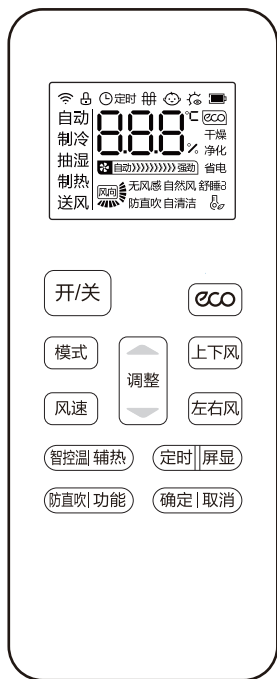 定时
自动 888 ℃ eco
制冷 % 干燥
抽湿 净化
制热 自动 强劲 省电
送风 风向 无风感 自然风 舒睡
防直吹 自清洁
开/关 eco
模式 调整 上下风
风速 左右风
智控温|辅热 定时||屏显
防直吹|功能 确定|取消